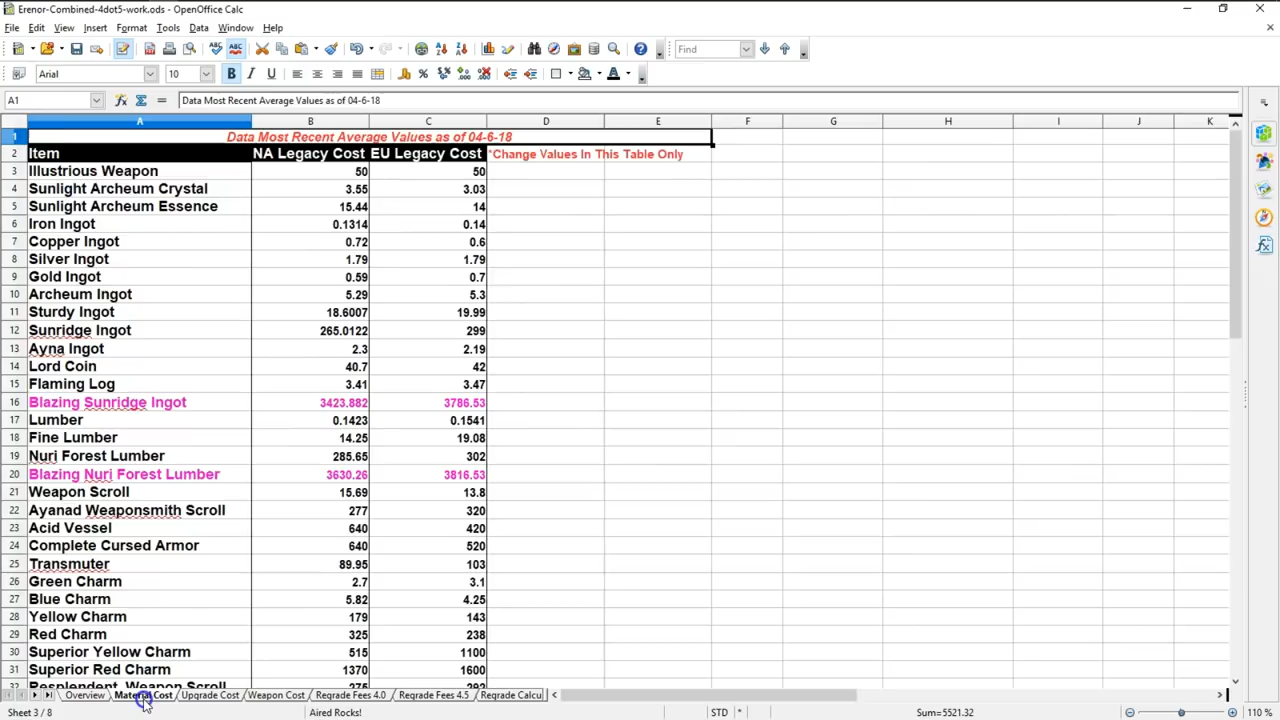 Erenor-Combined-4dot5-work.ods - OpenOffice Calc
File Edit View Insert Format Tools Data Window Help
Find
Arial 10
A1 Data Most Recent Average Values as of 04-6-18
A B C D E F G H I J K
1 Data Most Recent Average Values as of 04-6-18
2 Item NA Legacy Cost EU Legacy Cost *Change Values In This Table Only
3 Illustrious Weapon 50 50
4 Sunlight Archeum Crystal 3.55 3.03
5 Sunlight Archeum Essence 15.44 14
6 Iron Ingot 0.1314 0.14
7 Copper Ingot 0.72 0.6
8 Silver Ingot 1.79 1.79
9 Gold Ingot 0.59 0.7
10 Archeum Ingot 5.29 5.3
11 Sturdy Ingot 18.6007 19.99
12 Sunridge Ingot 265.0122 299
13 Ayna Ingot 2.3 2.19
14 Lord Coin 40.7 42
15 Flaming Log 3.41 3.47
16 Blazing Sunridge Ingot 3423.882 3786.53
17 Lumber 0.1423 0.1541
18 Fine Lumber 14.25 19.08
19 Nuri Forest Lumber 285.65 302
20 Blazing Nuri Forest Lumber 3630.26 3816.53
21 Weapon Scroll 15.69 13.8
22 Ayanad Weaponsmith Scroll 277 320
23 Acid Vessel 640 420
24 Complete Cursed Armor 640 520
25 Transmuter 89.95 103
26 Green Charm 2.7 3.1
27 Blue Charm 5.82 4.25
28 Yellow Charm 179 143
29 Red Charm 325 238
30 Superior Yellow Charm 515 1100
31 Superior Red Charm 1370 1600
32 Resplendent Weapon Scroll 275 292
Overview Material Cost Upgrade Cost Weapon Cost Regrade Fees 4.0 Regrade Fees 4.5 Regrade Calcu
Sheet 3 / 8 Aired Rocks! STD * Sum=5521.32 110 %